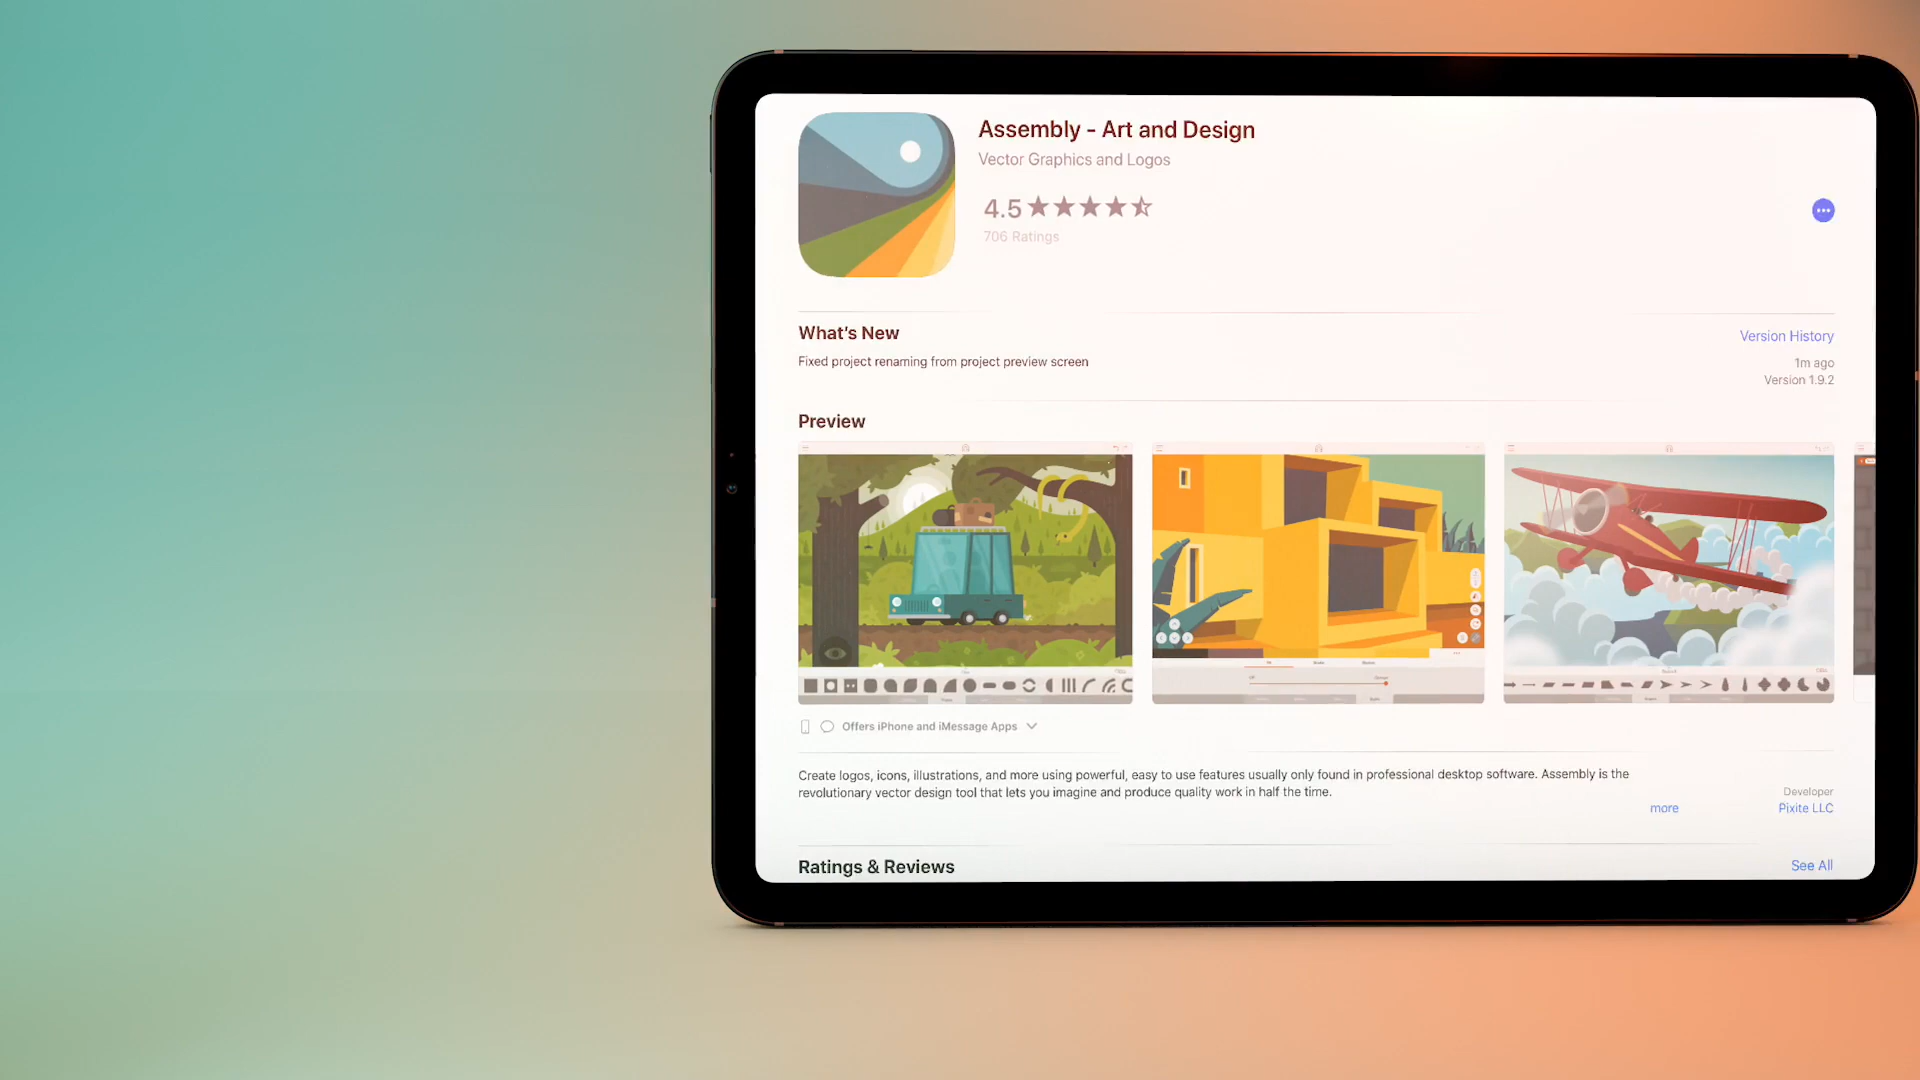 Assembly - Art and Design
Vector Graphics and Logos
4.5
706 Ratings
What's New
Version History
Fixed project renaming from project preview screen
1m ago
Version 1.9.2
Preview
Offers iPhone and iMessage Apps
Create logos, icons, illustrations, and more using powerful, easy to use features usually only found in professional desktop software. Assembly is the
revolutionary vector design tool that lets you imagine and produce quality work in half the time.
more
Developer
Pixite LLC
Ratings & Reviews
See All